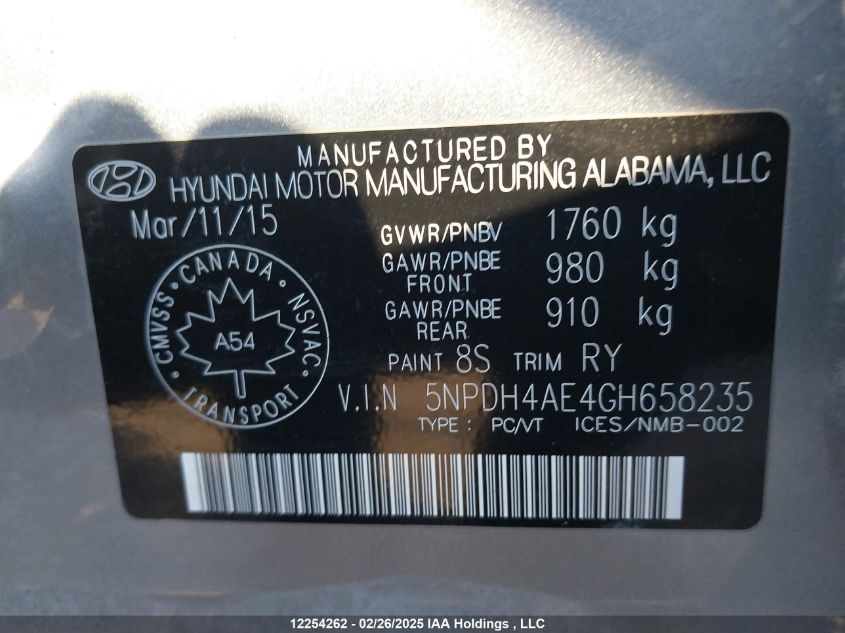 MANUFACTURED BY
HYUNDAI MOTOR MANUFACTURING ALABAMA, LLC
Mar/11/15
GVWR/PNBV 1760 kg
GAWR/PNBE FRONT 980 kg
GAWR/PNBE REAR 910 kg
CANADA
CMVSS
NSVAC
A54
TRANSPORT
PAINT 8S TRIM RY
V.I.N 5NPDH4AE4GH658235
TYPE : PC/VT ICES/NMB-002
12254262 - 02/26/2025 IAA Holdings , LLC